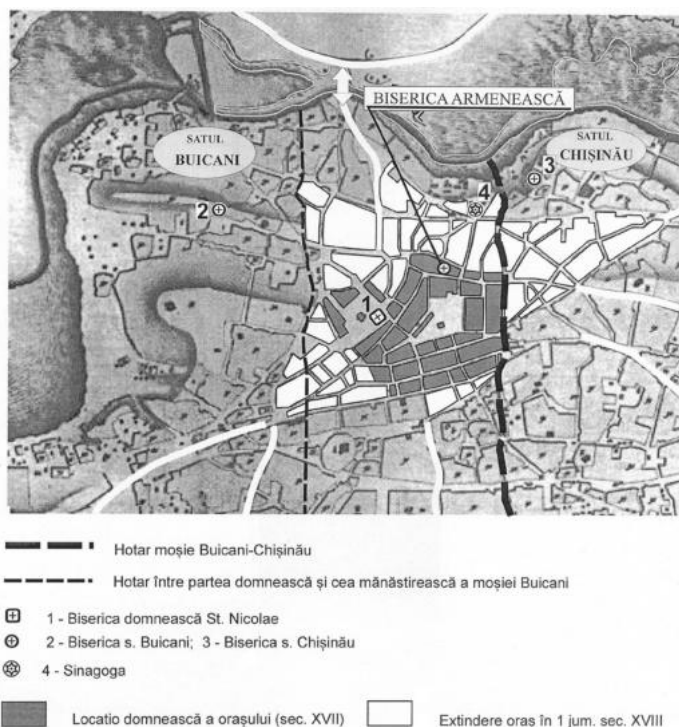 BISERICA ARMENEASCĂ
SATUL
BUICANI
SATUL
CHIȘINĂU
3
4
2
1
Hotar moșie Buicani-Chișinău
Hotar între partea domnească și cea mănăstirească a moșiei Buicani
1 - Biserica domnească St. Nicolae
2 - Biserica s. Buicani; 3 - Biserica s. Chișinău
4 - Sinagoga
Locatio domnească a orașului (sec. XVII) Extindere oraș în 1 jum. sec. XVIII